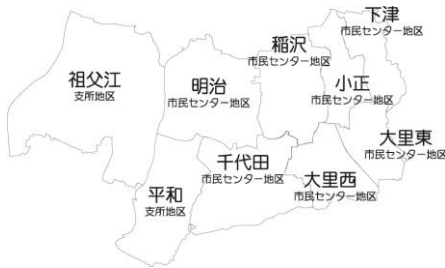 下津
市民センター地区
稲沢
市民センター地区
祖父江
支所地区
明治
市民センター地区
小正
市民センター地区
大里東
市民センター地区
千代田
市民センター地区
大里西
市民センター地区
平和
支所地区